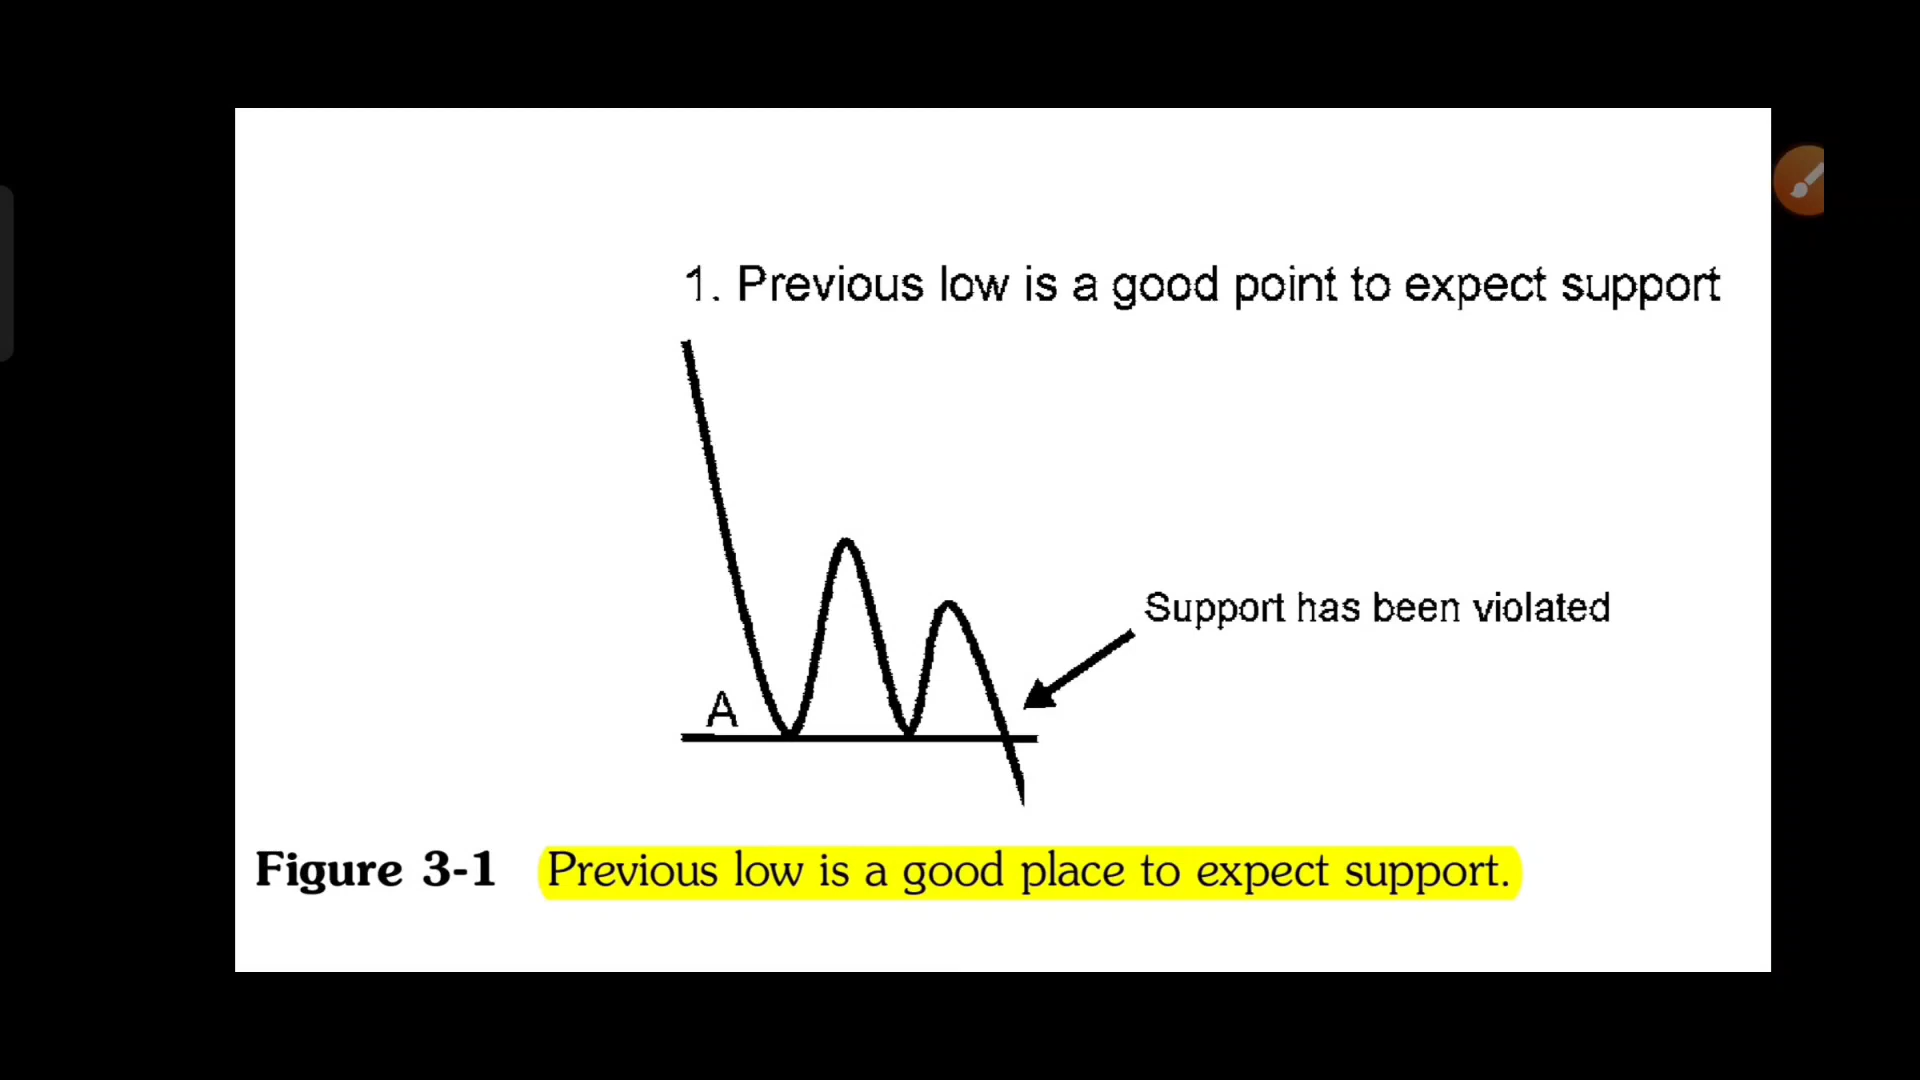 1. Previous low is a good point to expect support
Support has been violated
A
Figure 3-1 Previous low is a good place to expect support.